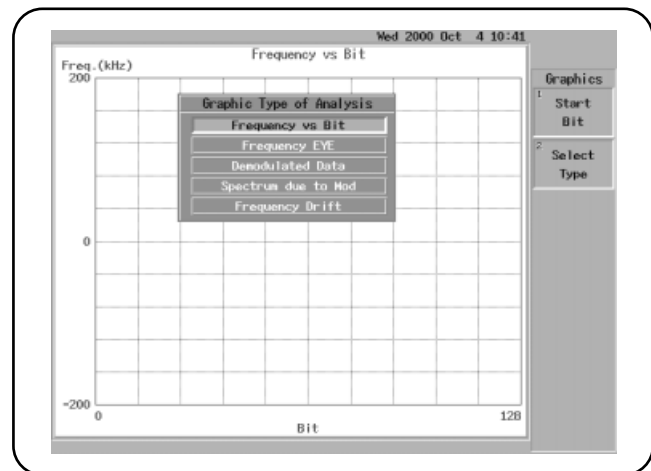 Wed 2000 Oct 4 10:41
Frequency vs Bit
Freq.(kHz)
200
0
-200
0
128
Bit
Graphic Type of Analysis
Frequency vs Bit
Frequency EYE
Demodulated Data
Spectrum due to Mod
Frequency Drift
Graphics
1
Start
Bit
2
Select
Type